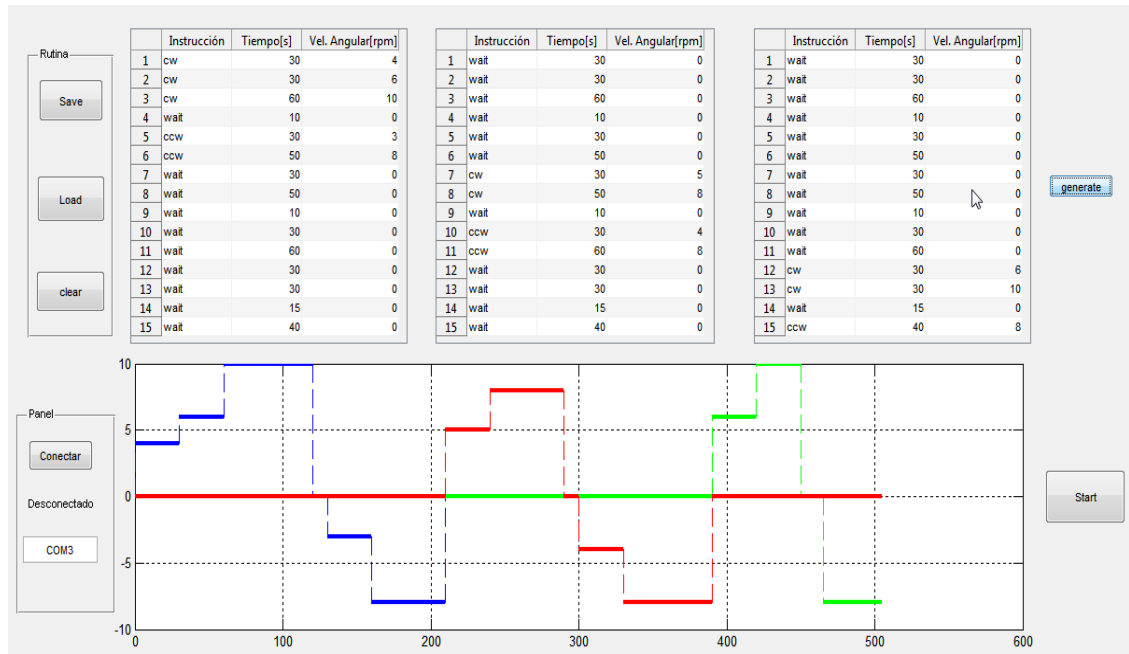 Rutina
Save
Load
clear
Instrucción Tiempo[s] Vel. Angular[rpm]
1 cw 30 4
2 cw 30 6
3 cw 60 10
4 wait 10 0
5 ccw 30 3
6 ccw 50 8
7 wait 30 0
8 wait 50 0
9 wait 10 0
10 wait 30 0
11 wait 60 0
12 wait 30 0
13 wait 30 0
14 wait 15 0
15 wait 40 0
Instrucción Tiempo[s] Vel. Angular[rpm]
1 wait 30 0
2 wait 30 0
3 wait 60 0
4 wait 10 0
5 wait 30 0
6 wait 50 0
7 cw 30 5
8 cw 50 8
9 wait 10 0
10 ccw 30 4
11 ccw 60 8
12 wait 30 0
13 wait 30 0
14 wait 15 0
15 wait 40 0
Instrucción Tiempo[s] Vel. Angular[rpm]
1 wait 30 0
2 wait 30 0
3 wait 60 0
4 wait 10 0
5 wait 30 0
6 wait 50 0
7 wait 30 0
8 wait 50 0
9 wait 10 0
10 wait 30 0
11 wait 60 0
12 cw 30 6
13 cw 30 10
14 wait 15 0
15 ccw 40 8
generate
Panel
Conectar
Desconectado
COM3
10
5
0
-5
-10
0 100 200 300 400 500 600
Start